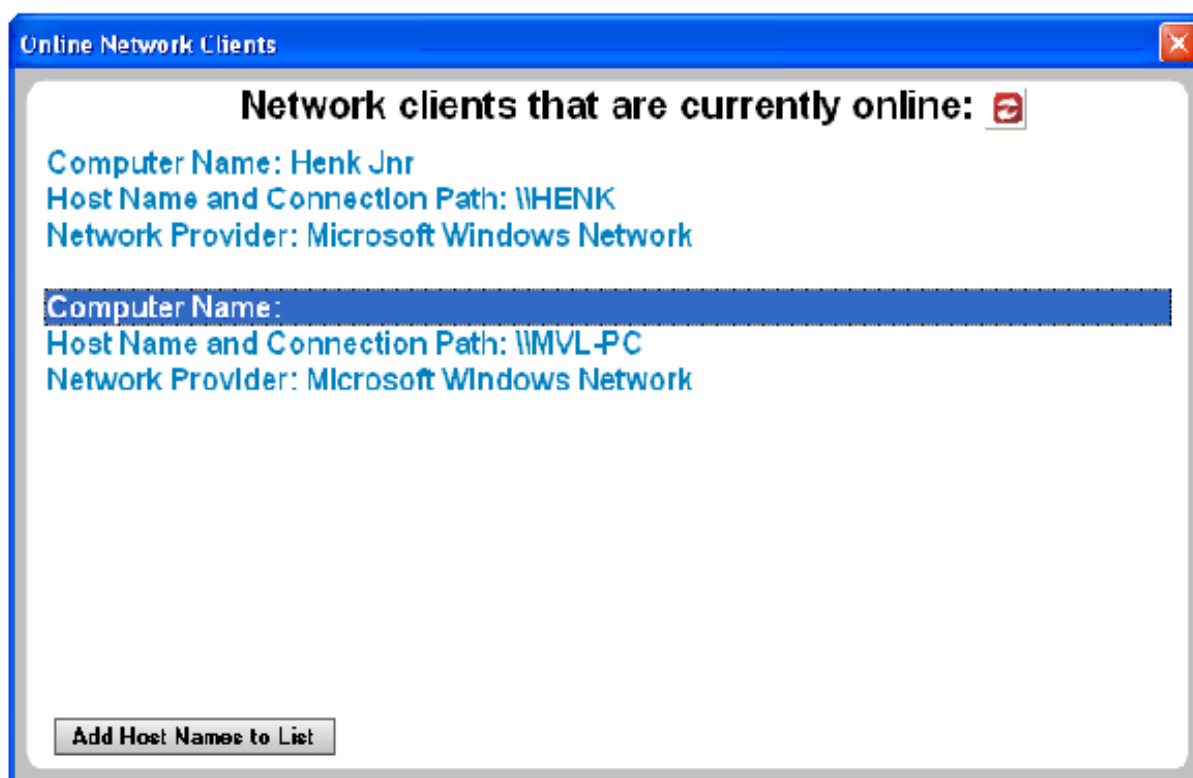 Online Network Clients
Network clients that are currently online:
Computer Name: Henk Jnr
Host Name and Connection Path: \\HENK
Network Provider: Microsoft Windows Network
Computer Name:
Host Name and Connection Path: \\MVL-PC
Network Provider: Microsoft Windows Network
Add Host Names to List